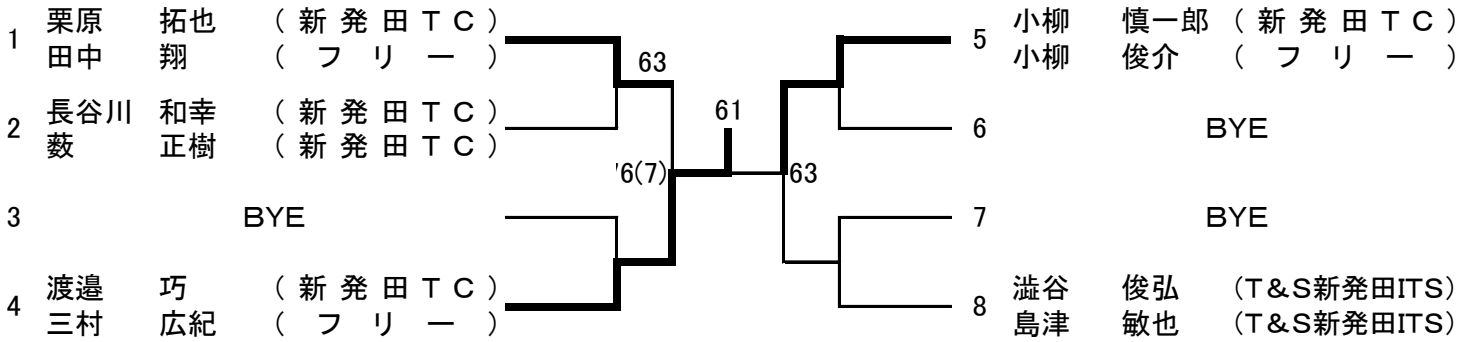 1
栗原 拓也 (新発田TC)
田中 翔 (フリー)
63
2
長谷川 和幸 (新発田TC)
薮 正樹 (新発田TC)
3 BYE
4
渡邉 巧 (新発田TC)
三村 広紀 (フリー)
6(7)
61
63
5
小柳 慎一郎 (新発田TC)
小柳 俊介 (フリー)
6 BYE
7 BYE
8
澁谷 俊弘 (T&S新発田ITS)
島津 敏也 (T&S新発田ITS)